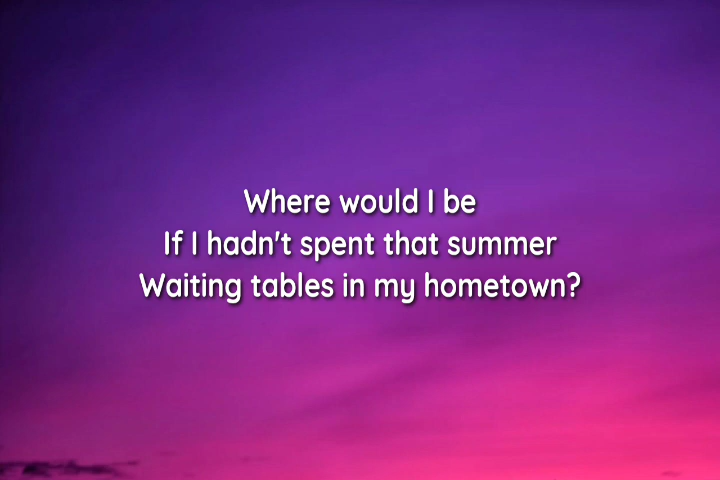 Where would I be
If I hadn't spent that summer
Waiting tables in my hometown?